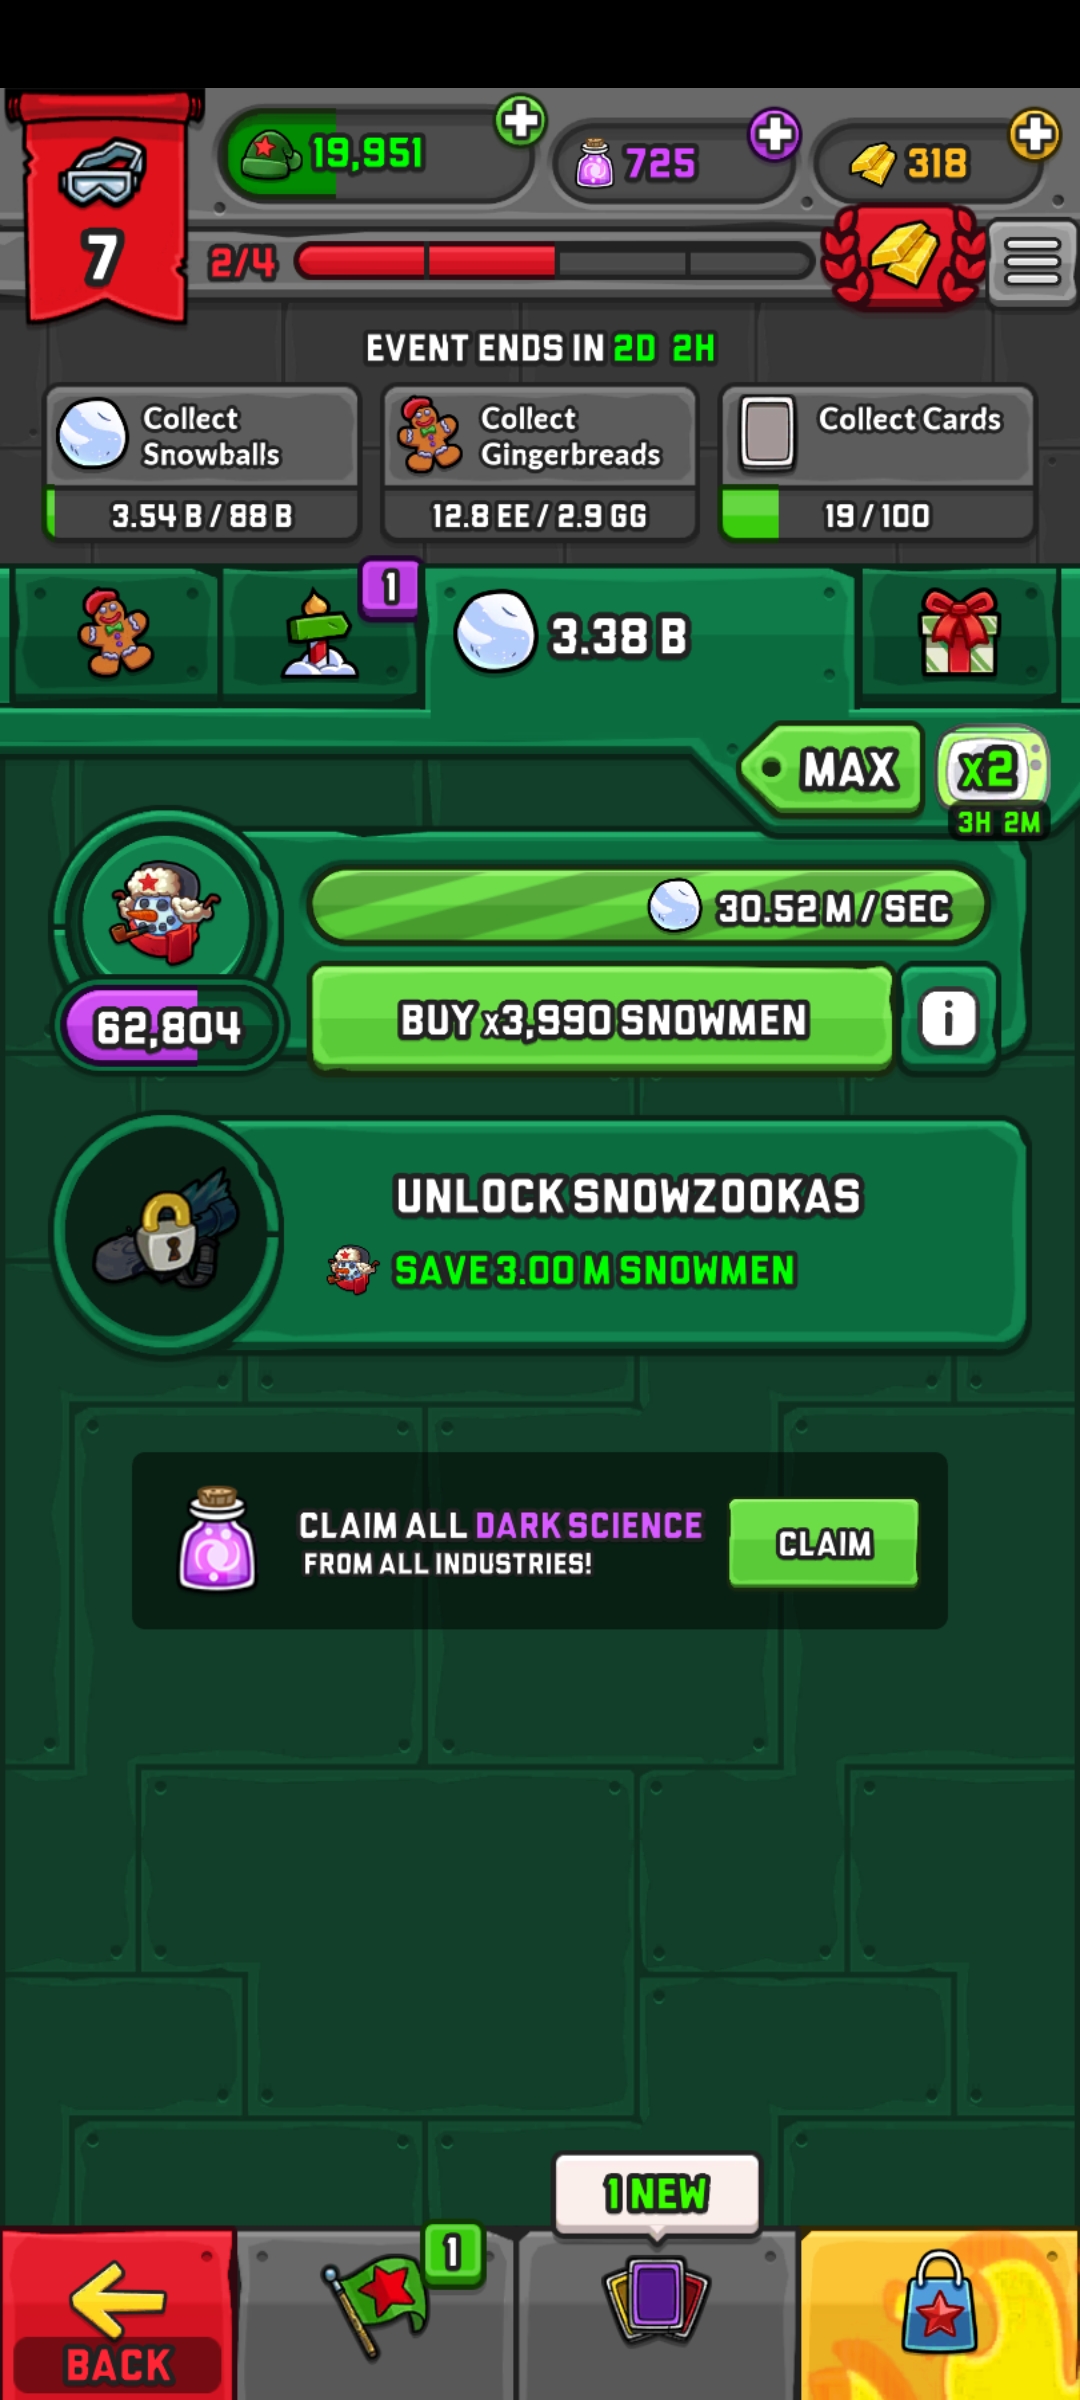 19,951
725
318
7
2/4
EVENT ENDS IN 2D 2H
Collect
Snowballs
3.54 B / 88 B
Collect
Gingerbreads
12.8 EE / 2.9 GG
Collect Cards
19 / 100
1
3.38 B
MAX
x2
3H 2M
30.52 M / SEC
62,804
BUY x3,990 SNOWMEN
i
UNLOCK SNOWZOOKAS
SAVE 3.00 M SNOWMEN
CLAIM ALL DARK SCIENCE
FROM ALL INDUSTRIES!
CLAIM
1 NEW
1
BACK